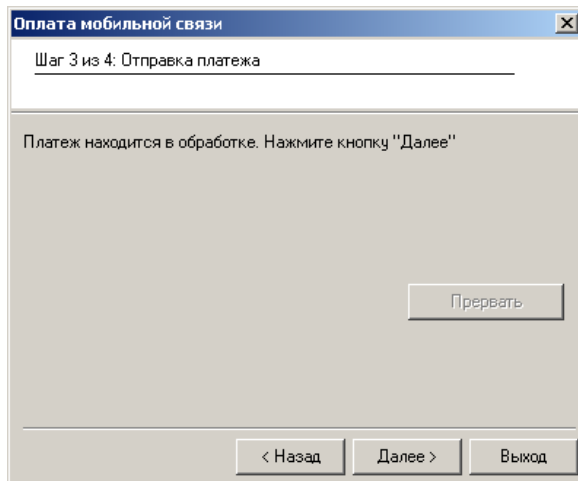 Оплата мобильной связи
Шаг 3 из 4: Отправка платежа
Платеж находится в обработке. Нажмите кнопку "Далее"
Прервать
< Назад
Далее >
Выход